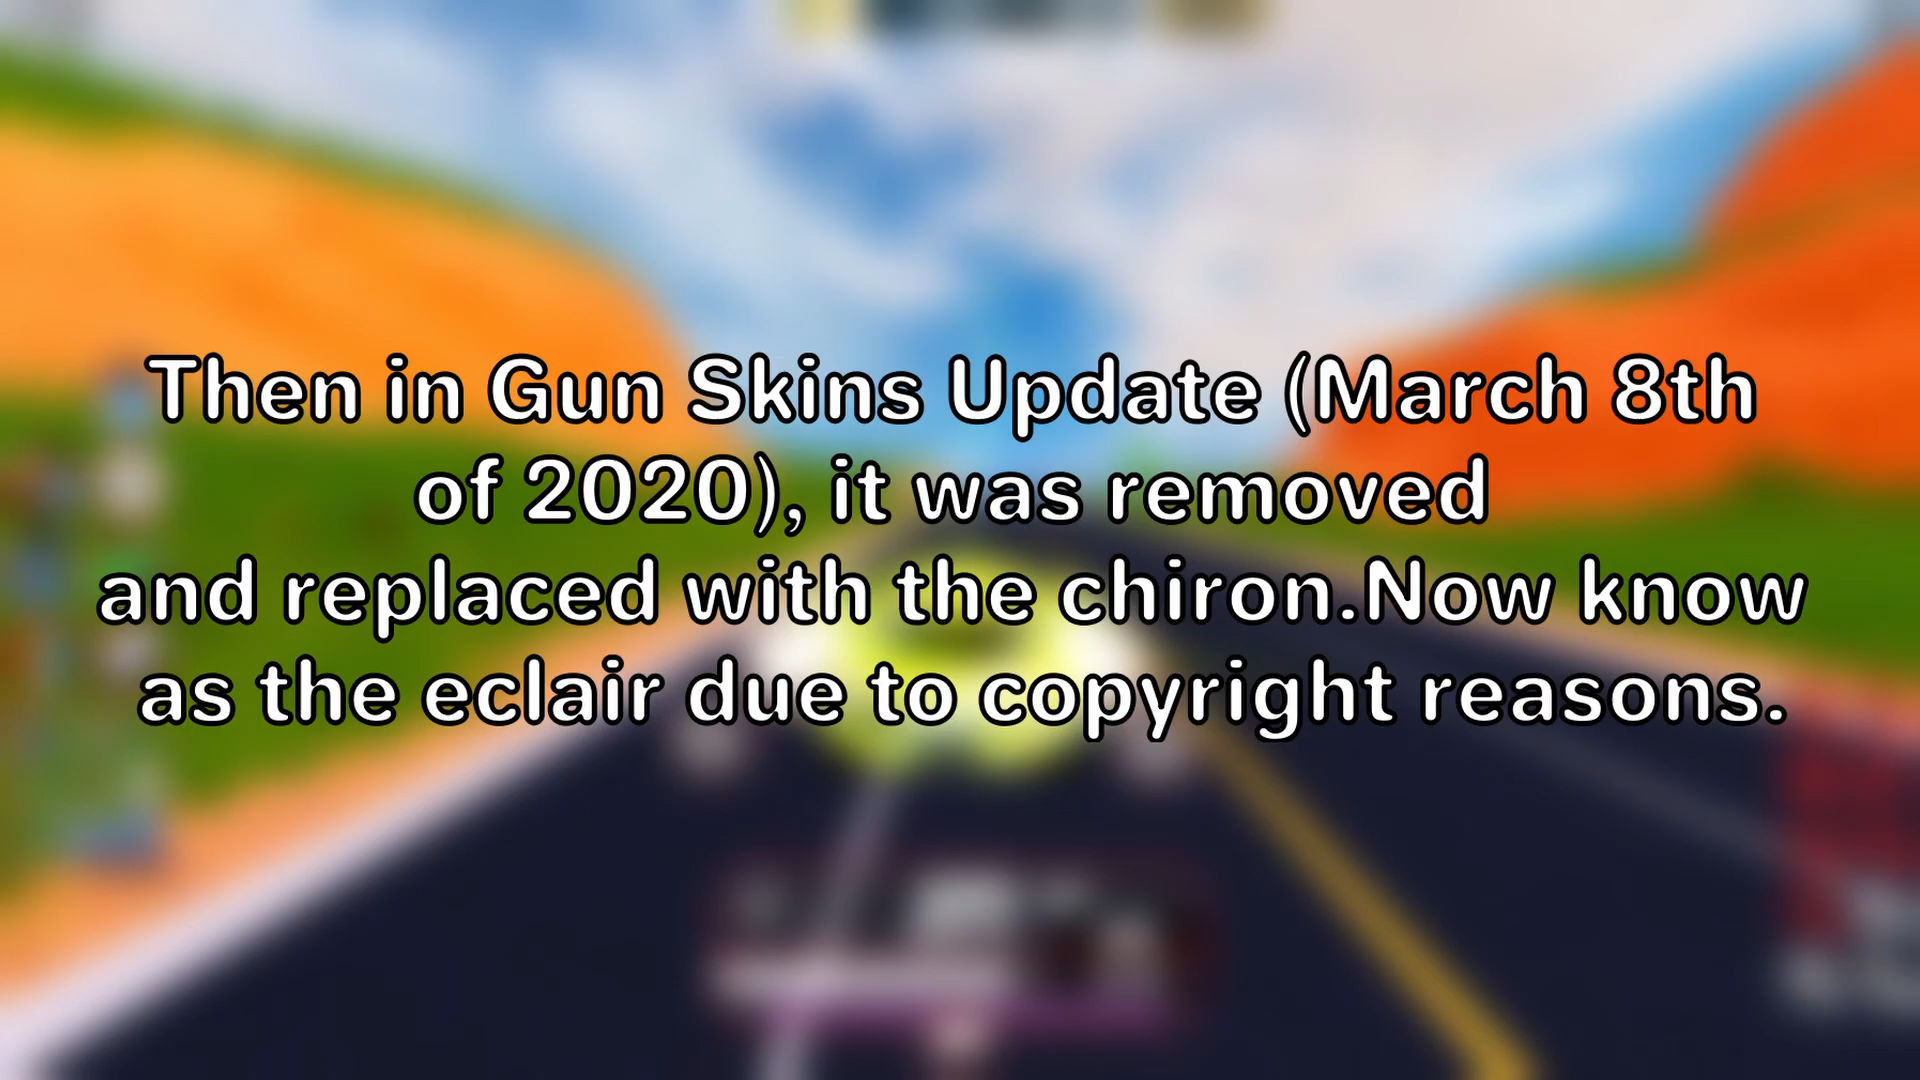 Then in Gun Skins Update (March 8th
of 2020), it was removed
and replaced with the chiron.Now know
as the eclair due to copyright reasons.